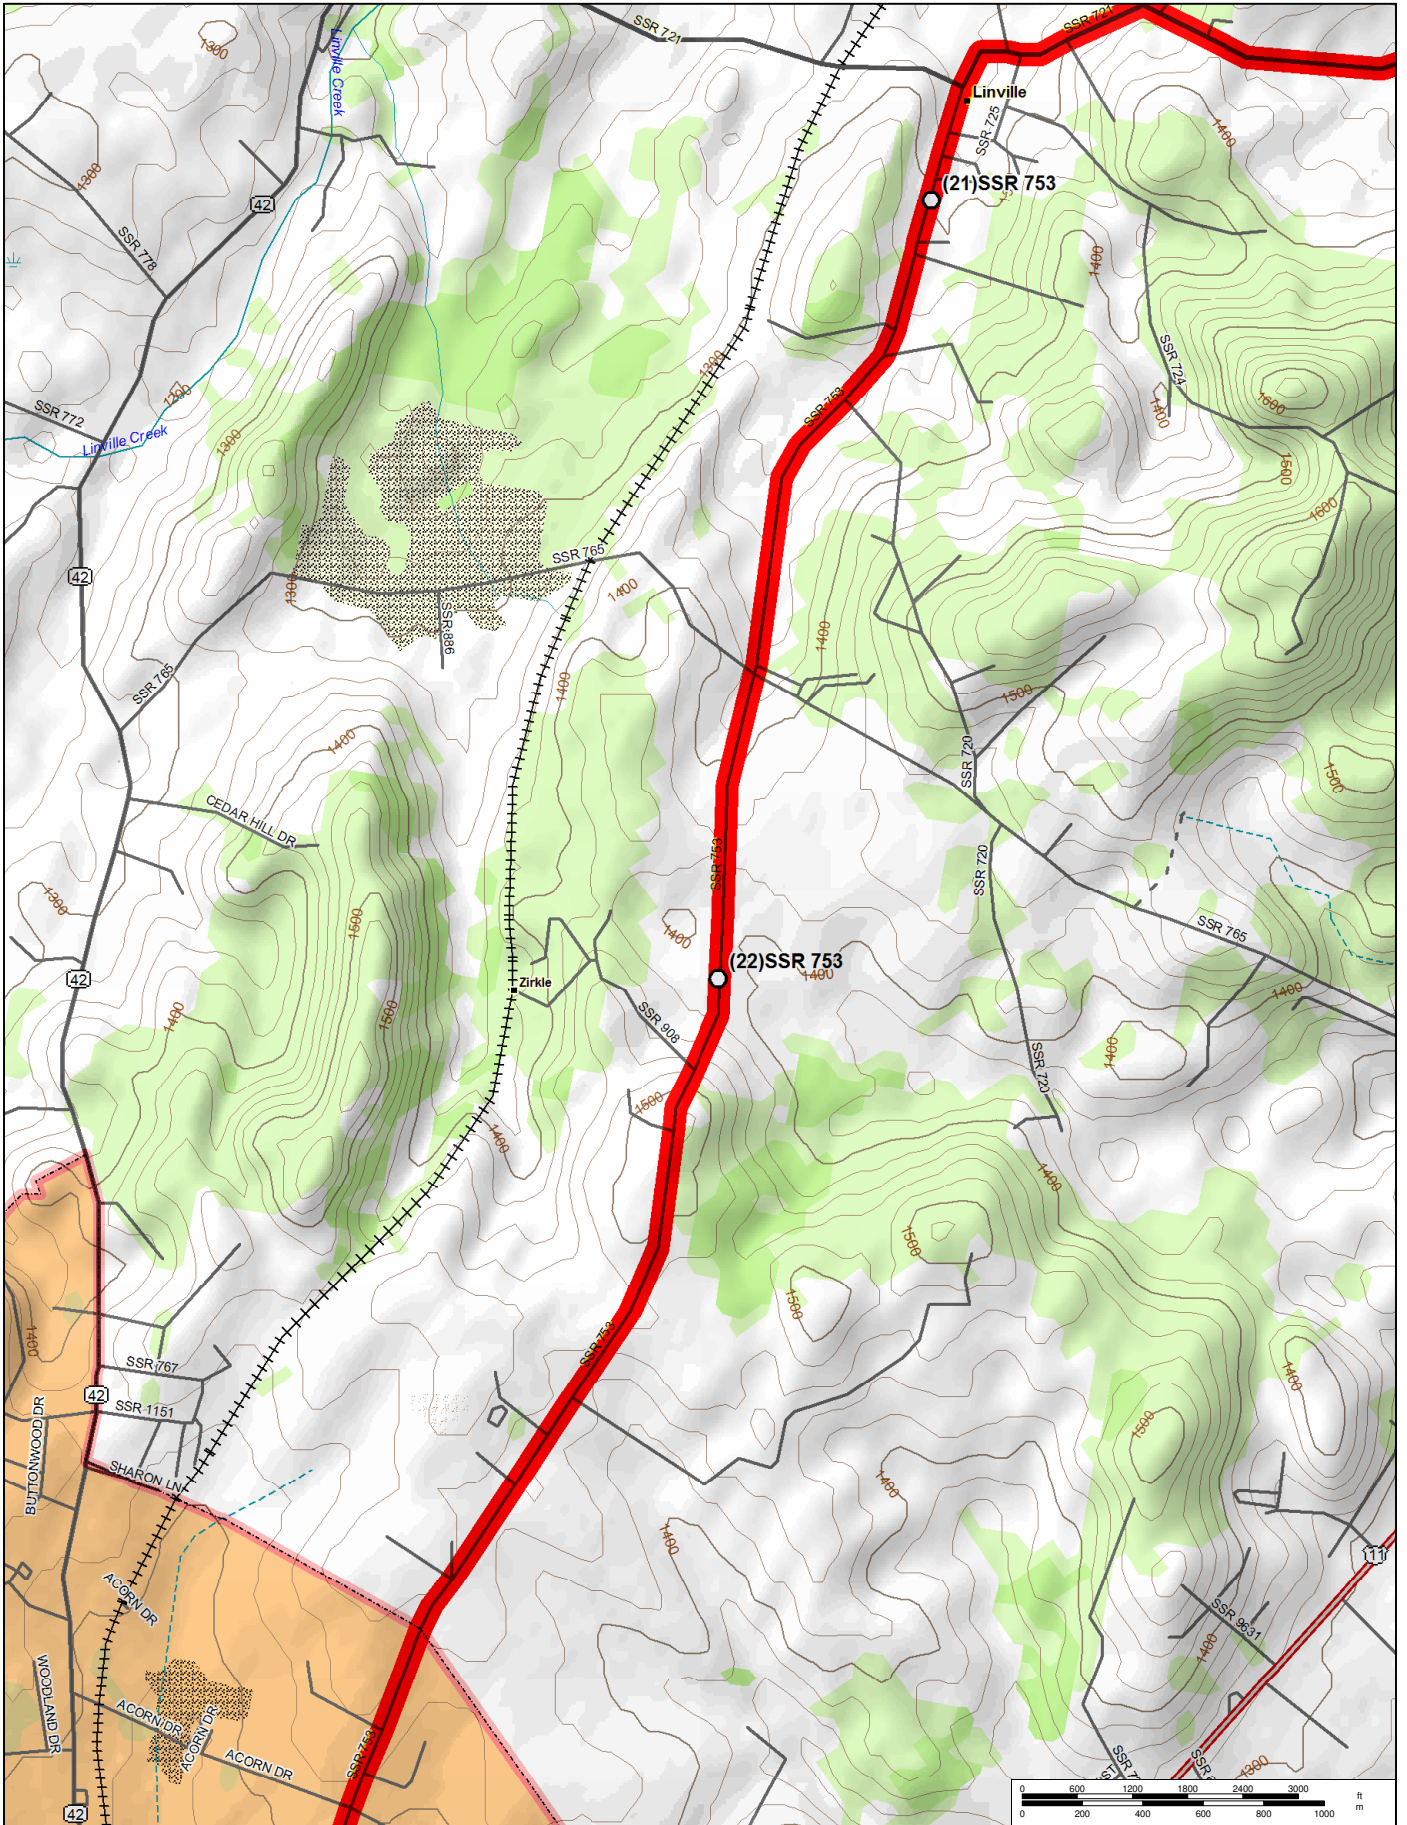 SSR 721
SSR 721
1300
Linville Creek
Linville
SSR 725
1400
1300
(21)SSR 753
42
SSR 778
1400
1300
SSR 724
1200
SSR 753
1400
1600
SSR 772
Linville Creek
1300
1500
1600
SSR 765
42
1300
1400
SSR 886
1400
SSR 765
1400
1500
1400
SSR 720
1500
CEDAR HILL DR
SSR 753
SSR 720
1300
1500
1400
SSR 765
(22)SSR 753
1400
42
Zirkle
1400
1500
SSR 908
1400
SSR 720
1400
1500
1400
1400
1500
1500
1400
SSR 753
SSR 767
1400
42
SSR 1151
BUTTONWOOD DR
1500
SHARON LN
1400
1400
11
ACORN DR
SSR 9631
1400
WOODLAND DR
ACORN DR
ACORN DR
SSR 753
ACORN DR
1300
0 600 1200 1800 2400 3000 ft
0 200 400 600 800 1000 m
42